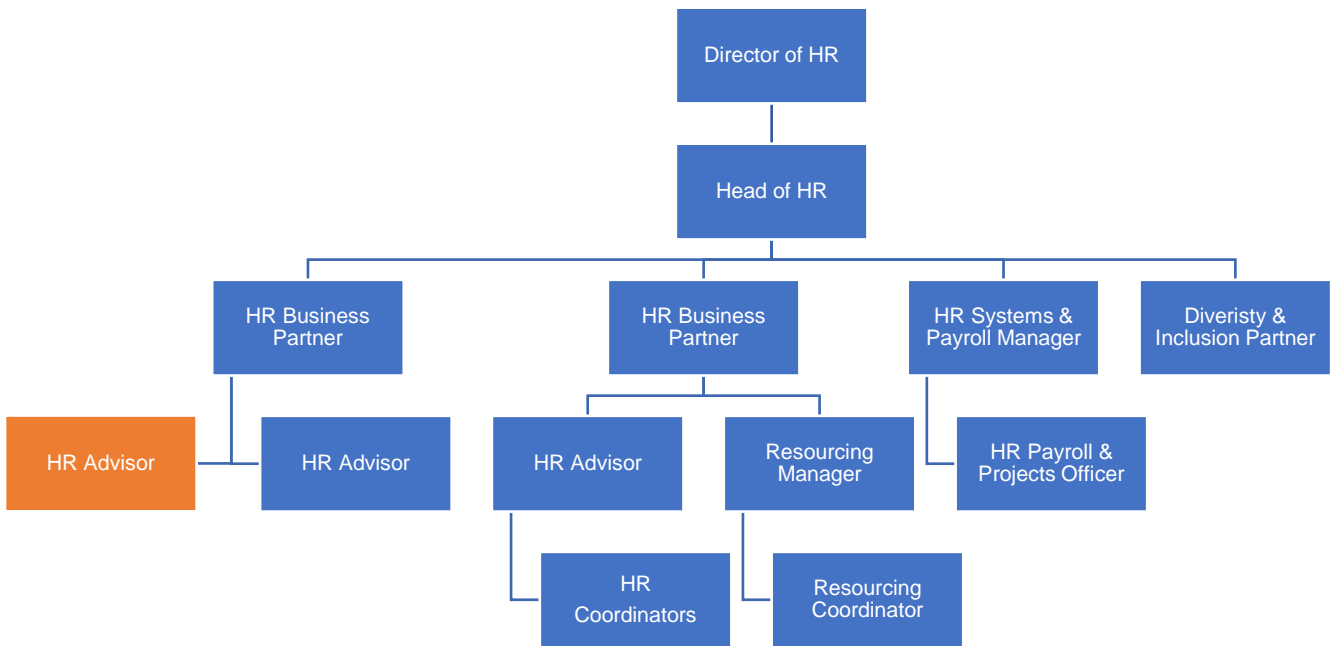 Director of HR
Head of HR
HR Business
Partner
HR Business
Partner
HR Systems &
Payroll Manager
Diveristy &
Inclusion Partner
HR Advisor
HR Advisor
HR Advisor
Resourcing
Manager
HR Payroll &
Projects Officer
HR
Coordinators
Resourcing
Coordinator